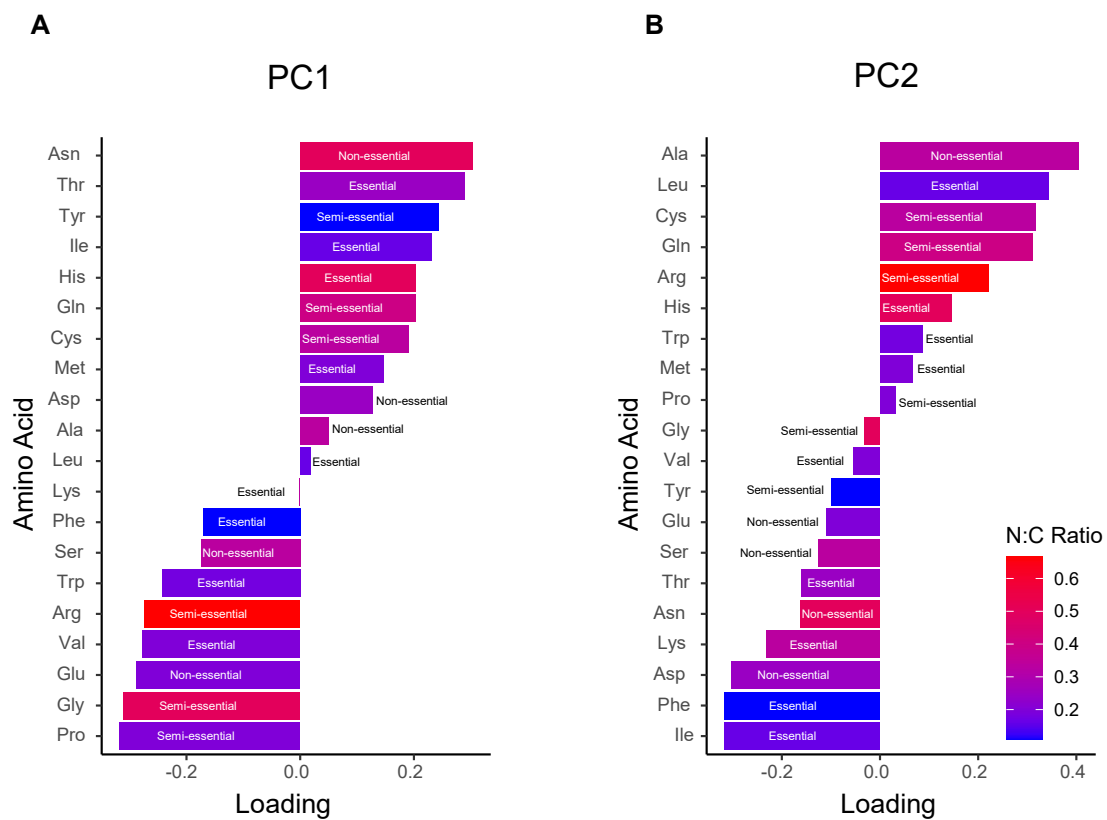 A
PC1
Amino Acid
Asn Non-essential
Thr Essential
Tyr Semi-essential
Ile Essential
His Essential
Gln Semi-essential
Cys Semi-essential
Met Essential
Asp Non-essential
Ala Non-essential
Leu Essential
Lys Essential
Phe Essential
Ser Non-essential
Trp Essential
Arg Semi-essential
Val Essential
Glu Non-essential
Gly Semi-essential
Pro Semi-essential
-0.2 0.0 0.2
Loading
B
PC2
Amino Acid
Ala Non-essential
Leu Essential
Cys Semi-essential
Gln Semi-essential
Arg Semi-essential
His Essential
Trp Essential
Met Essential
Pro Semi-essential
Gly Semi-essential
Val Essential
Tyr Semi-essential
Glu Non-essential
Ser Non-essential
Thr Essential
Asn Non-essential
Lys Essential
Asp Non-essential
Phe Essential
Ile Essential
-0.2 0.0 0.2 0.4
Loading
N:C Ratio
0.6
0.5
0.4
0.3
0.2